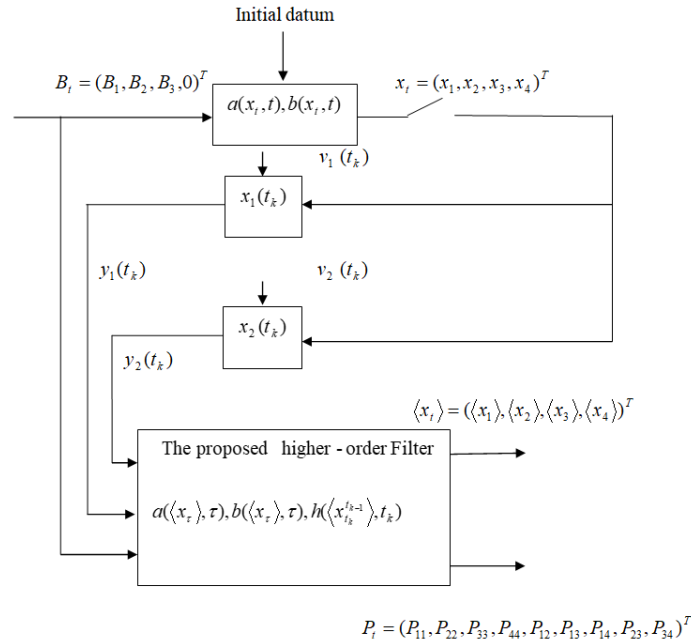 Initial datum
B_t = (B_1, B_2, B_3, 0)^T
x_t = (x_1, x_2, x_3, x_4)^T
a(x_t, t), b(x_t, t)
v_1 (t_k)
x_1(t_k)
y_1(t_k)
v_2 (t_k)
x_2(t_k)
y_2(t_k)
⟨x_t⟩ = (⟨x_1⟩, ⟨x_2⟩, ⟨x_3⟩, ⟨x_4⟩)^T
The proposed higher - order Filter
a(⟨x_τ⟩, τ), b(⟨x_τ⟩, τ), h(⟨x_{t_k}^{t_{k-1}}⟩, t_k)
P_t = (P_11, P_22, P_33, P_44, P_12, P_13, P_14, P_23, P_34)^T